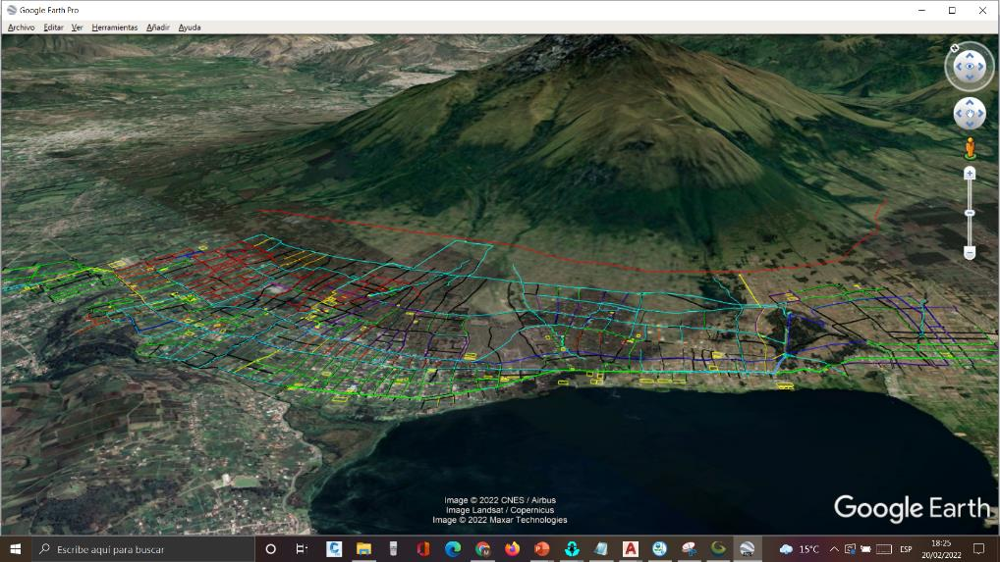 Google Earth Pro
Archivo Editar Ver Herramientas Añadir Ayuda
Image © 2022 CNES / Airbus
Image Landsat / Copernicus
Image © 2022 Maxar Technologies
Google Earth
Escribe aquí para buscar
15°C
ESP
18:25
20/02/2022